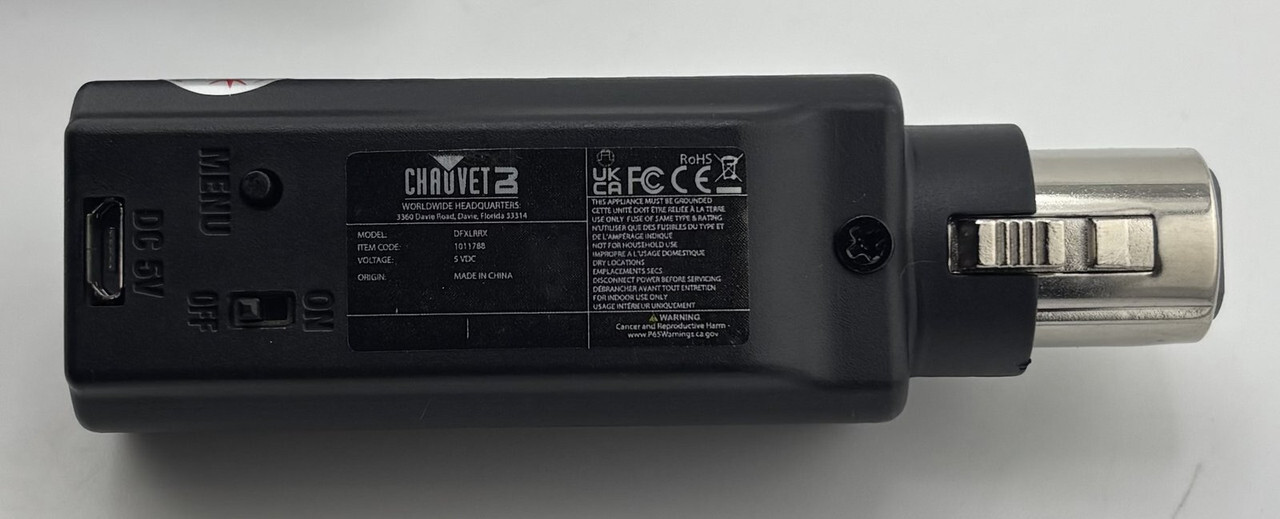 MENU
DC 5V
ON
OFF
CHAUVET
WORLDWIDE HEADQUARTERS:
3360 Davie Road, Davie, Florida 33314
MODEL: DFXLRRX
ITEM CODE: 1011788
VOLTAGE: 5 VDC
ORIGIN: MADE IN CHINA
RoHS
UK
CA FC CE
THIS APPLIANCE MUST BE GROUNDED
CETTE UNITÉ DOIT ETRE RELIÉE À LA TERRE
USE ONLY FUSE OF SAME TYPE & RATING
N'UTILISER QUE DES FUSIBLES DU TYPE ET
DE L'AMPÉRAGE INDIQUÉ
NOT FOR HOUSEHOLD USE
IMPROPRE A L'USAGE DOMESTIQUE
DRY LOCATIONS
EMPLACEMENTS SECS
DISCONNECT POWER BEFORE SERVICING
DÉBRANCHER AVANT TOUT ENTRETIEN
FOR INDOOR USE ONLY
USAGE INTÉRIEUR UNIQUEMENT
WARNING
Cancer and Reproductive Harm -
www.P65Warnings.ca.gov